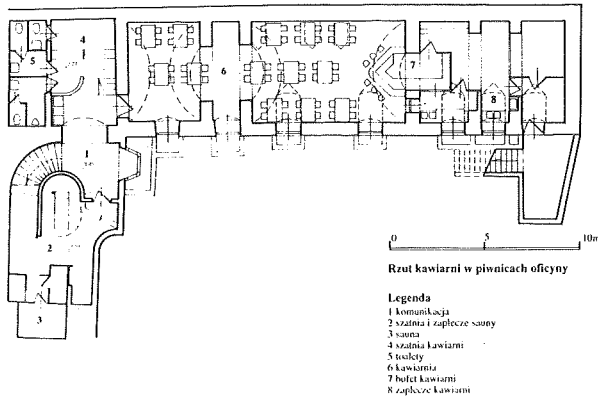 4
5
6
7
8
1
2
3
0 5 10m
Rzut kawiarni w piwnicach oficyny
Legenda
1 komunikacja
2 szatnia i zaplecze sauny
3 sauna
4 szatnia kawiarni
5 toalety
6 kawiarnia
7 bufet kawiarni
8 zaplecze kawiarni